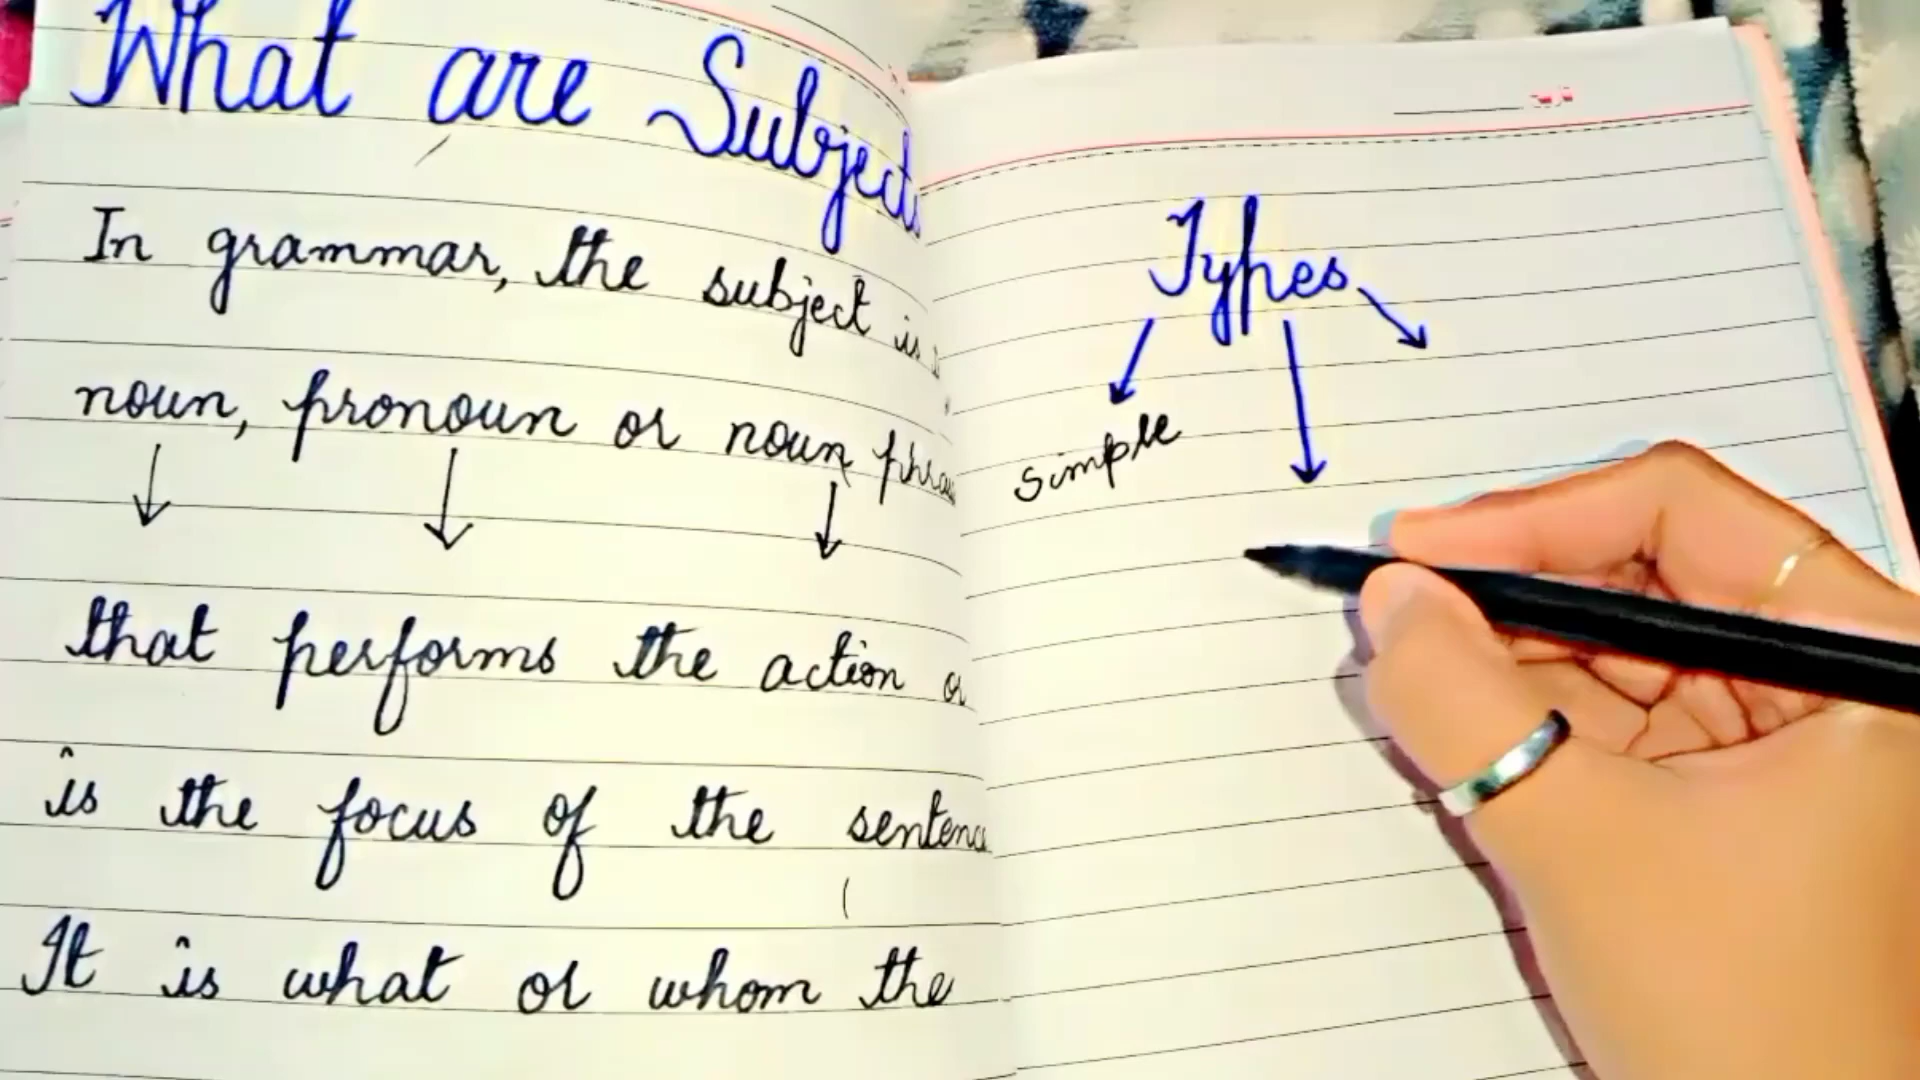 What are Subject
In grammar, the subject is
noun, pronoun or noun
that performs the action or
is the focus of the
It is what or whom the
Types
simple